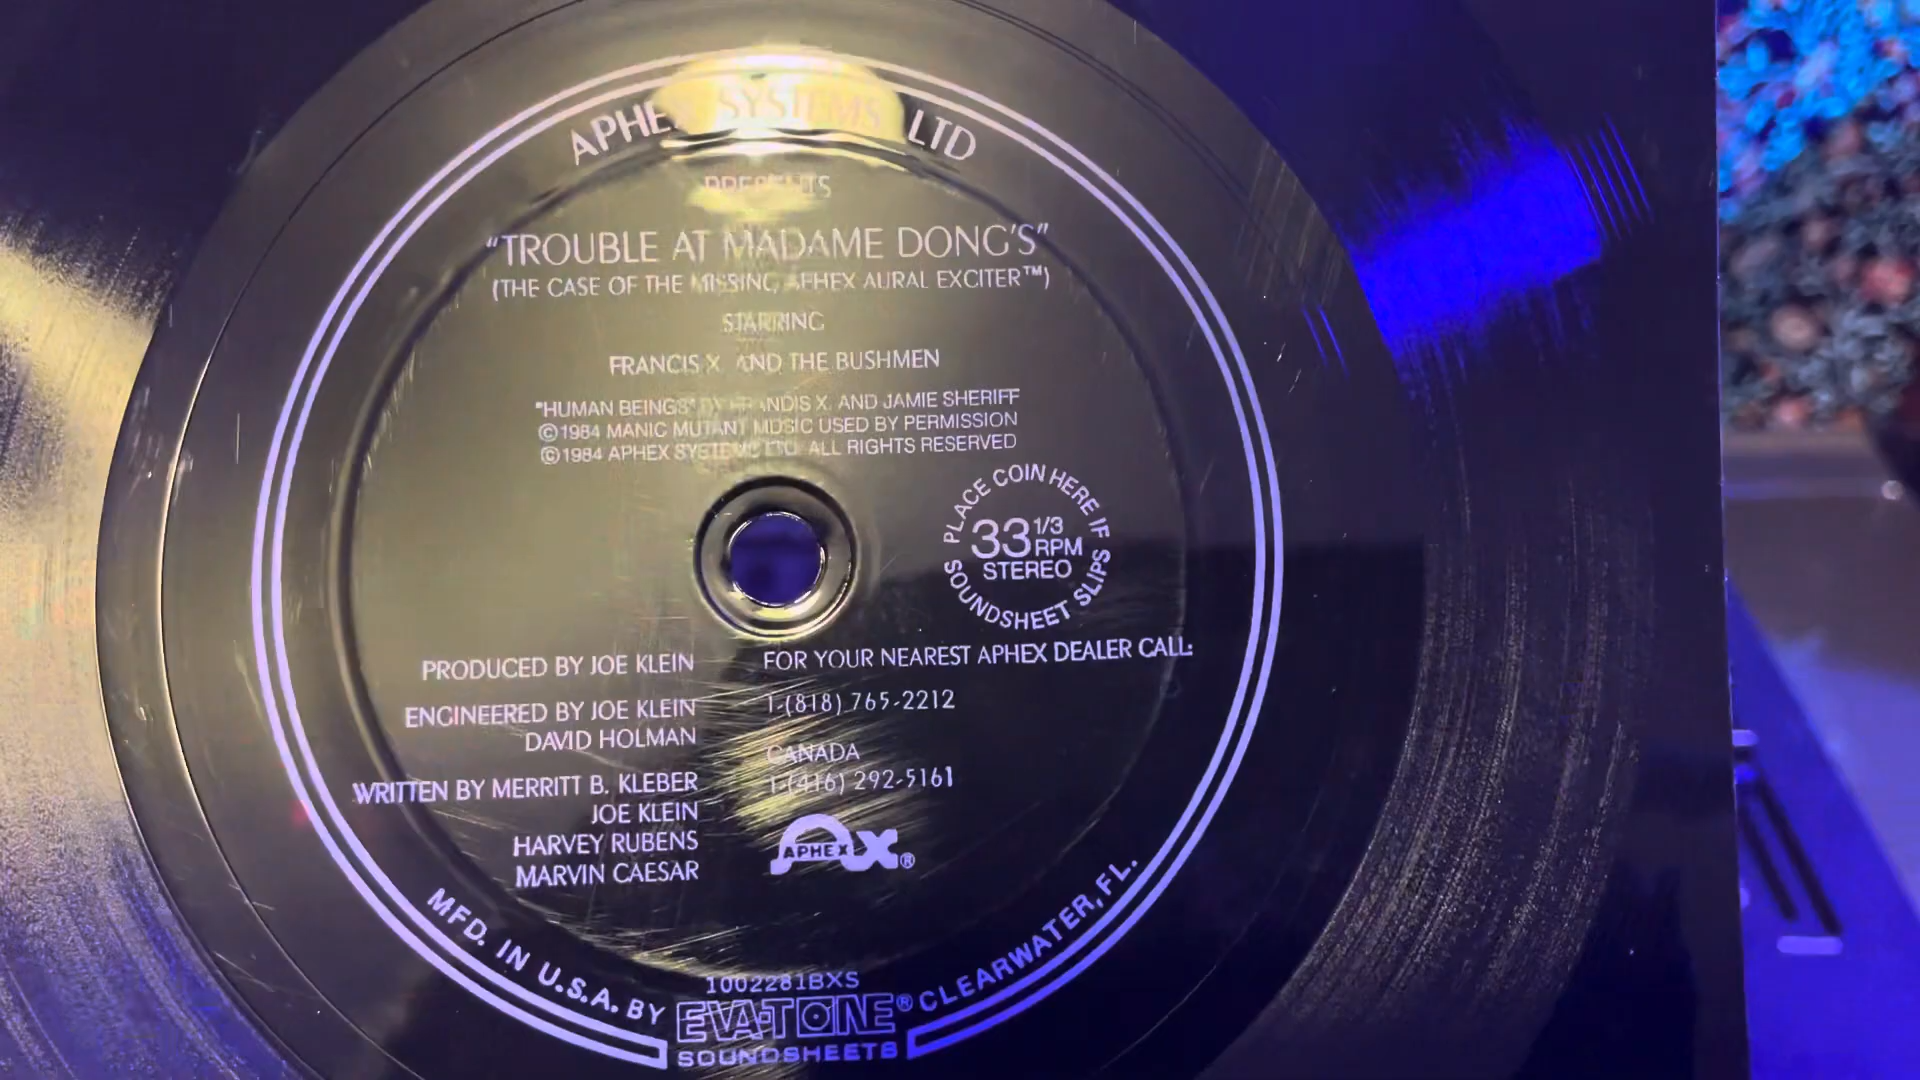 APHEX SYSTEMS LTD
PRESENTS
"TROUBLE AT MADAME DONG'S"
(THE CASE OF THE MISSING APHEX AURAL EXCITER™)
STARRING
FRANCIS X. AND THE BUSHMEN
"HUMAN BEINGS" BY FRANDIS X. AND JAMIE SHERIFF
©1984 MANIC MUTANT MUSIC USED BY PERMISSION
©1984 APHEX SYSTEMS LTD. ALL RIGHTS RESERVED
PLACE COIN HERE IF SOUNDSHEET SLIPS
33 1/3
RPM
STEREO
PRODUCED BY JOE KLEIN
ENGINEERED BY JOE KLEIN
DAVID HOLMAN
WRITTEN BY MERRITT B. KLEBER
JOE KLEIN
HARVEY RUBENS
MARVIN CAESAR
FOR YOUR NEAREST APHEX DEALER CALL:
1-(818) 765-2212
CANADA
1-(416) 292-5161
APHEX X®
1002281BXS
MFD. IN U.S.A. BY EVA-TONE® CLEARWATER, FL.
SOUNDSHEETS